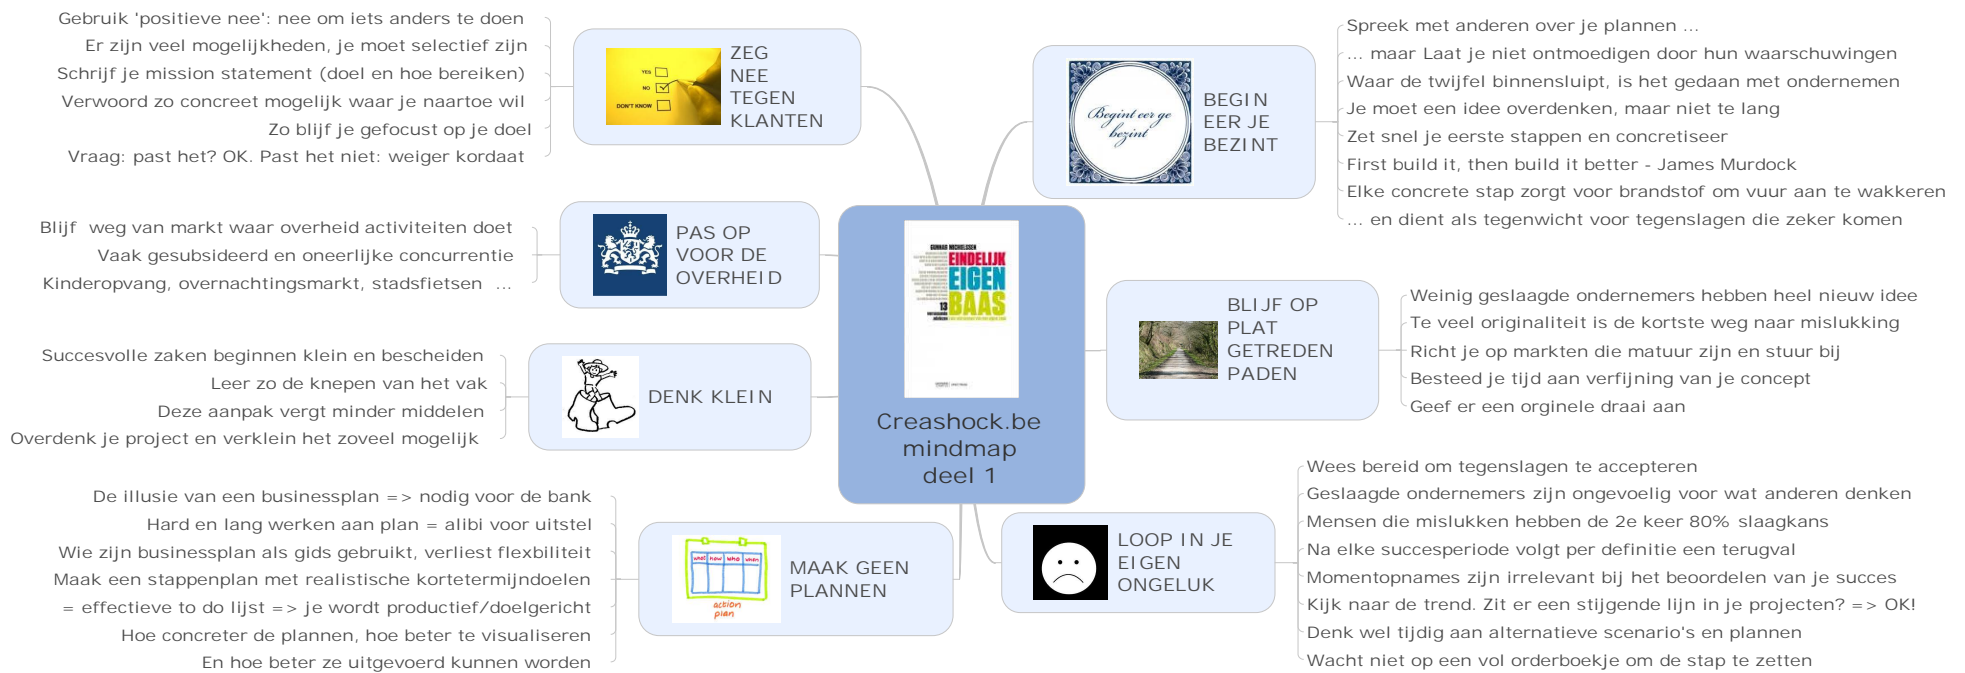 Creashock.be
mindmap
deel 1
GUNNAR MICHIELSSEN
EINDELIJK
EIGEN
BAAS
13
BEGIN
EER JE
BEZINT
Begint eer ge
bezint
Spreek met anderen over je plannen ...
... maar Laat je niet ontmoedigen door hun waarschuwingen
Waar de twijfel binnensluipt, is het gedaan met ondernemen
Je moet een idee overdenken, maar niet te lang
Zet snel je eerste stappen en concretiseer
First build it, then build it better - James Murdock
Elke concrete stap zorgt voor brandstof om vuur aan te wakkeren
... en dient als tegenwicht voor tegenslagen die zeker komen
BLIJF OP
PLAT
GETREDEN
PADEN
Weinig geslaagde ondernemers hebben heel nieuw idee
Te veel originaliteit is de kortste weg naar mislukking
Richt je op markten die matuur zijn en stuur bij
Besteed je tijd aan verfijning van je concept
Geef er een orginele draai aan
LOOP IN JE
EIGEN
ONGELUK
Wees bereid om tegenslagen te accepteren
Geslaagde ondernemers zijn ongevoelig voor wat anderen denken
Mensen die mislukken hebben de 2e keer 80% slaagkans
Na elke succesperiode volgt per definitie een terugval
Momentopnames zijn irrelevant bij het beoordelen van je succes
Kijk naar de trend. Zit er een stijgende lijn in je projecten? => OK!
Denk wel tijdig aan alternatieve scenario's en plannen
Wacht niet op een vol orderboekje om de stap te zetten
ZEG
NEE
TEGEN
KLANTEN
YES
NO
DON'T KNOW
Gebruik 'positieve nee': nee om iets anders te doen
Er zijn veel mogelijkheden, je moet selectief zijn
Schrijf je mission statement (doel en hoe bereiken)
Verwoord zo concreet mogelijk waar je naartoe wil
Zo blijf je gefocust op je doel
Vraag: past het? OK. Past het niet: weiger kordaat
PAS OP
VOOR DE
OVERHEID
Blijf weg van markt waar overheid activiteiten doet
Vaak gesubsideerd en oneerlijke concurrentie
Kinderopvang, overnachtingsmarkt, stadsfietsen ...
DENK KLEIN
Succesvolle zaken beginnen klein en bescheiden
Leer zo de knepen van het vak
Deze aanpak vergt minder middelen
Overdenk je project en verklein het zoveel mogelijk
MAAK GEEN
PLANNEN
what how who when
action
plan
De illusie van een businessplan => nodig voor de bank
Hard en lang werken aan plan = alibi voor uitstel
Wie zijn businessplan als gids gebruikt, verliest flexbiliteit
Maak een stappenplan met realistische kortetermijndoelen
= effectieve to do lijst => je wordt productief/doelgericht
Hoe concreter de plannen, hoe beter te visualiseren
En hoe beter ze uitgevoerd kunnen worden